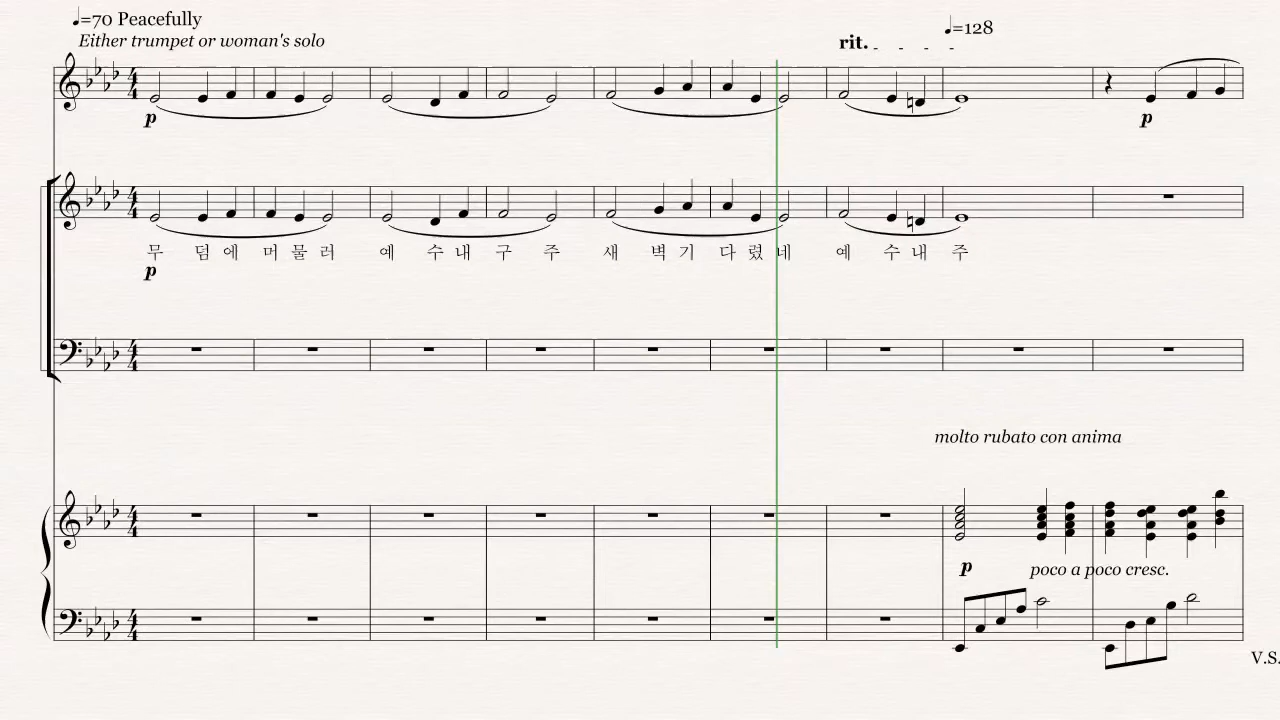 ♩=70 Peacefully
Either trumpet or woman's solo
rit.
♩=128
p
p
무 덤 에 머 물 러 예 수 내 구 주 새 벽 기 다 렸 네 예 수 내 주
p
molto rubato con anima
p
poco a poco cresc.
V.S.